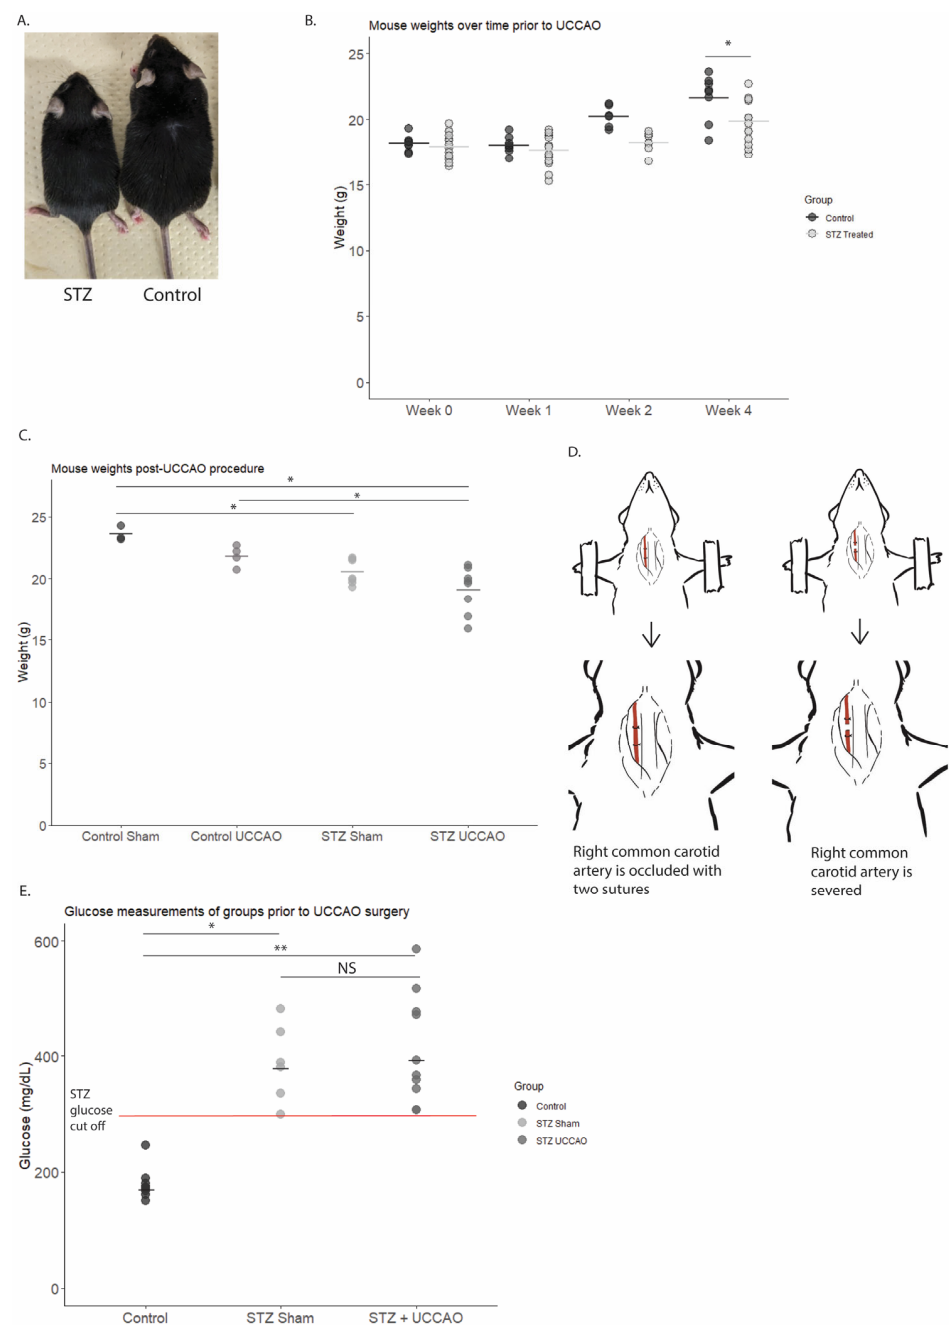 A.
STZ
Control
B.
Mouse weights over time prior to UCCAO
*
25
20
15
10
5
0
Weight (g)
Week 0
Week 1
Week 2
Week 4
Group
Control
STZ Treated
C.
Mouse weights post-UCCAO procedure
*
*
*
25
20
15
10
5
0
Weight (g)
Control Sham
Control UCCAO
STZ Sham
STZ UCCAO
D.
Right common carotid
artery is occluded with
two sutures
Right common
carotid artery is
severed
E.
Glucose measurements of groups prior to UCCAO surgery
*
**
NS
600
400
200
0
Glucose (mg/dL)
STZ
glucose
cut off
Control
STZ Sham
STZ + UCCAO
Group
Control
STZ Sham
STZ UCCAO